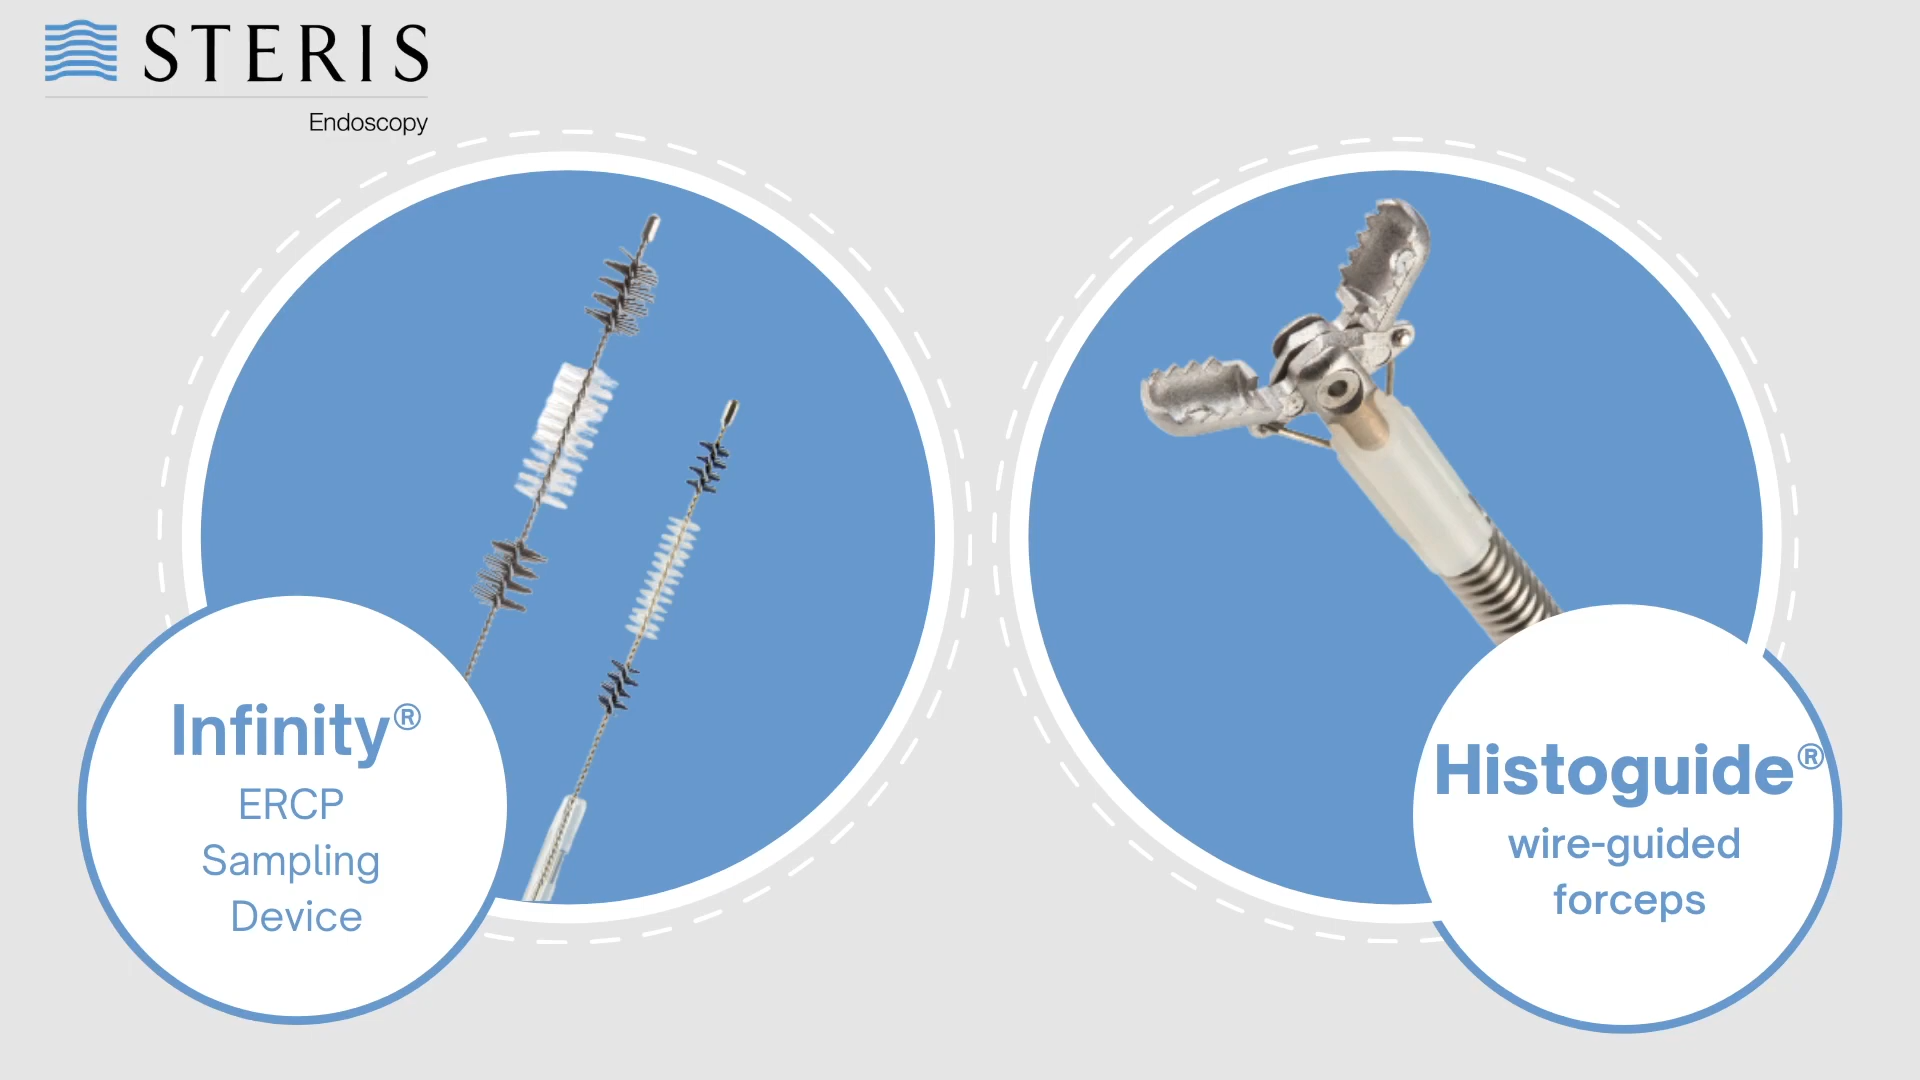 STERIS
Endoscopy
Infinity®
ERCP
Sampling
Device
Histoguide®
wire-guided
forceps